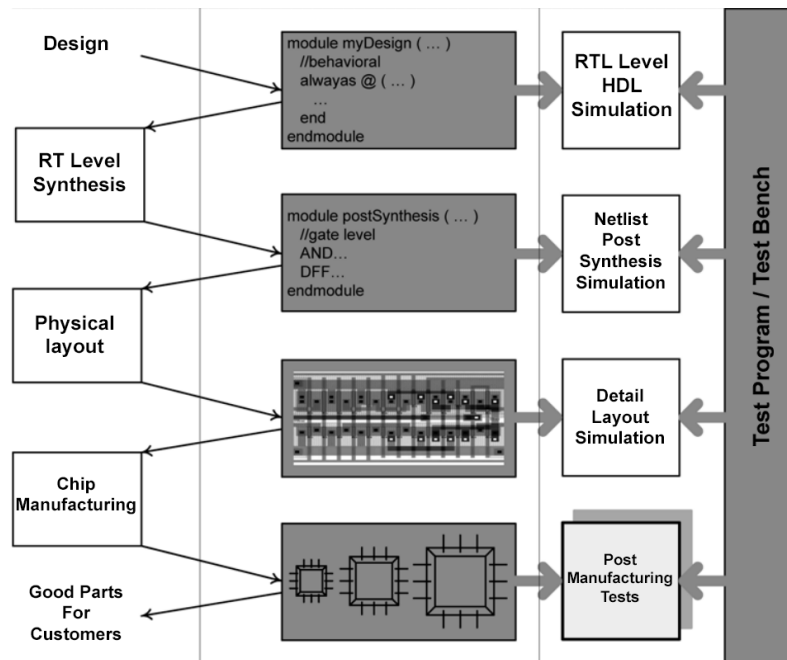 Design
module myDesign ( … )
//behavioral
alwayas @ ( … )
…
end
endmodule
RTL Level
HDL
Simulation
RT Level
Synthesis
module postSynthesis ( … )
//gate level
AND…
DFF…
endmodule
Netlist
Post
Synthesis
Simulation
Physical
layout
Detail
Layout
Simulation
Chip
Manufacturing
Post
Manufacturing
Tests
Good Parts
For
Customers
Test Program / Test Bench